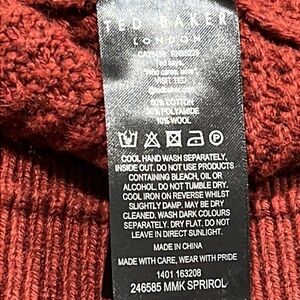 TED BAKER
LONDON
VISIT TED
60% COTTON
30% POLYAMIDE
10% WOOL
COOL HAND WASH SEPARATELY,
INSIDE OUT. DO NOT USE PRODUCTS
CONTAINING BLEACH, OIL OR
ALCOHOL. DO NOT TUMBLE DRY.
COOL IRON ON REVERSE WHILST
SLIGHTLY DAMP. MAY BE DRY
CLEANED. WASH DARK COLOURS
SEPARATELY. DRY FLAT. DO NOT
LEAVE IN DIRECT SUNLIGHT.
MADE IN CHINA
MADE WITH CARE, WEAR WITH PRIDE
1401 163208
246585 MMK SPRIROL